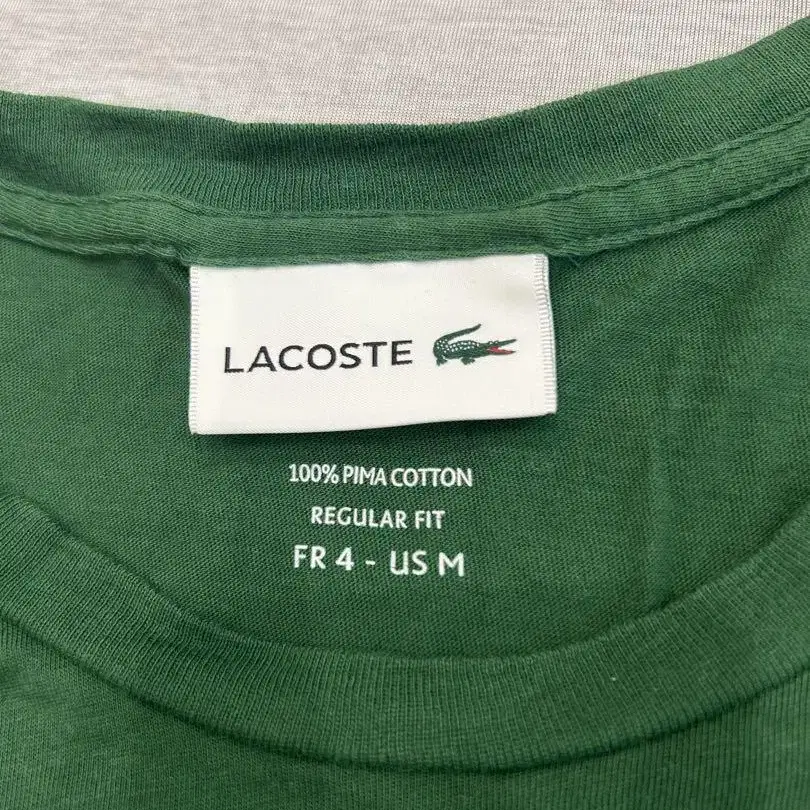 LACOSTE
100% PIMA COTTON
REGULAR FIT
FR 4 - US M